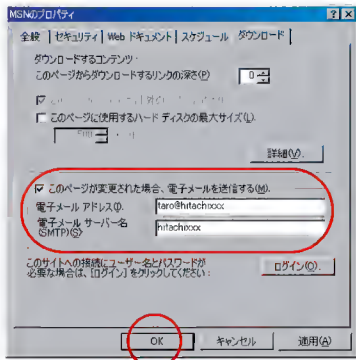 MSNのプロパティ
全般 セキュリティ Web ドキュメント スケジュール ダウンロード
ダウンロードするコンテンツ:
このページからダウンロードするリンクの深さ(P) 0
このページに使用するハード ディスクの最大サイズ(L):
500
詳細(V)...
このページが変更された場合、電子メールを送信する(M):
電子メール アドレス(I): taro@hitachixxx
電子メール サーバー名 (SMTP)(S): hitachixxx
このサイトへの接続にユーザー名とパスワードが
必要な場合は、[ログイン] をクリックしてください:
ログイン(O)...
OK キャンセル 適用(A)